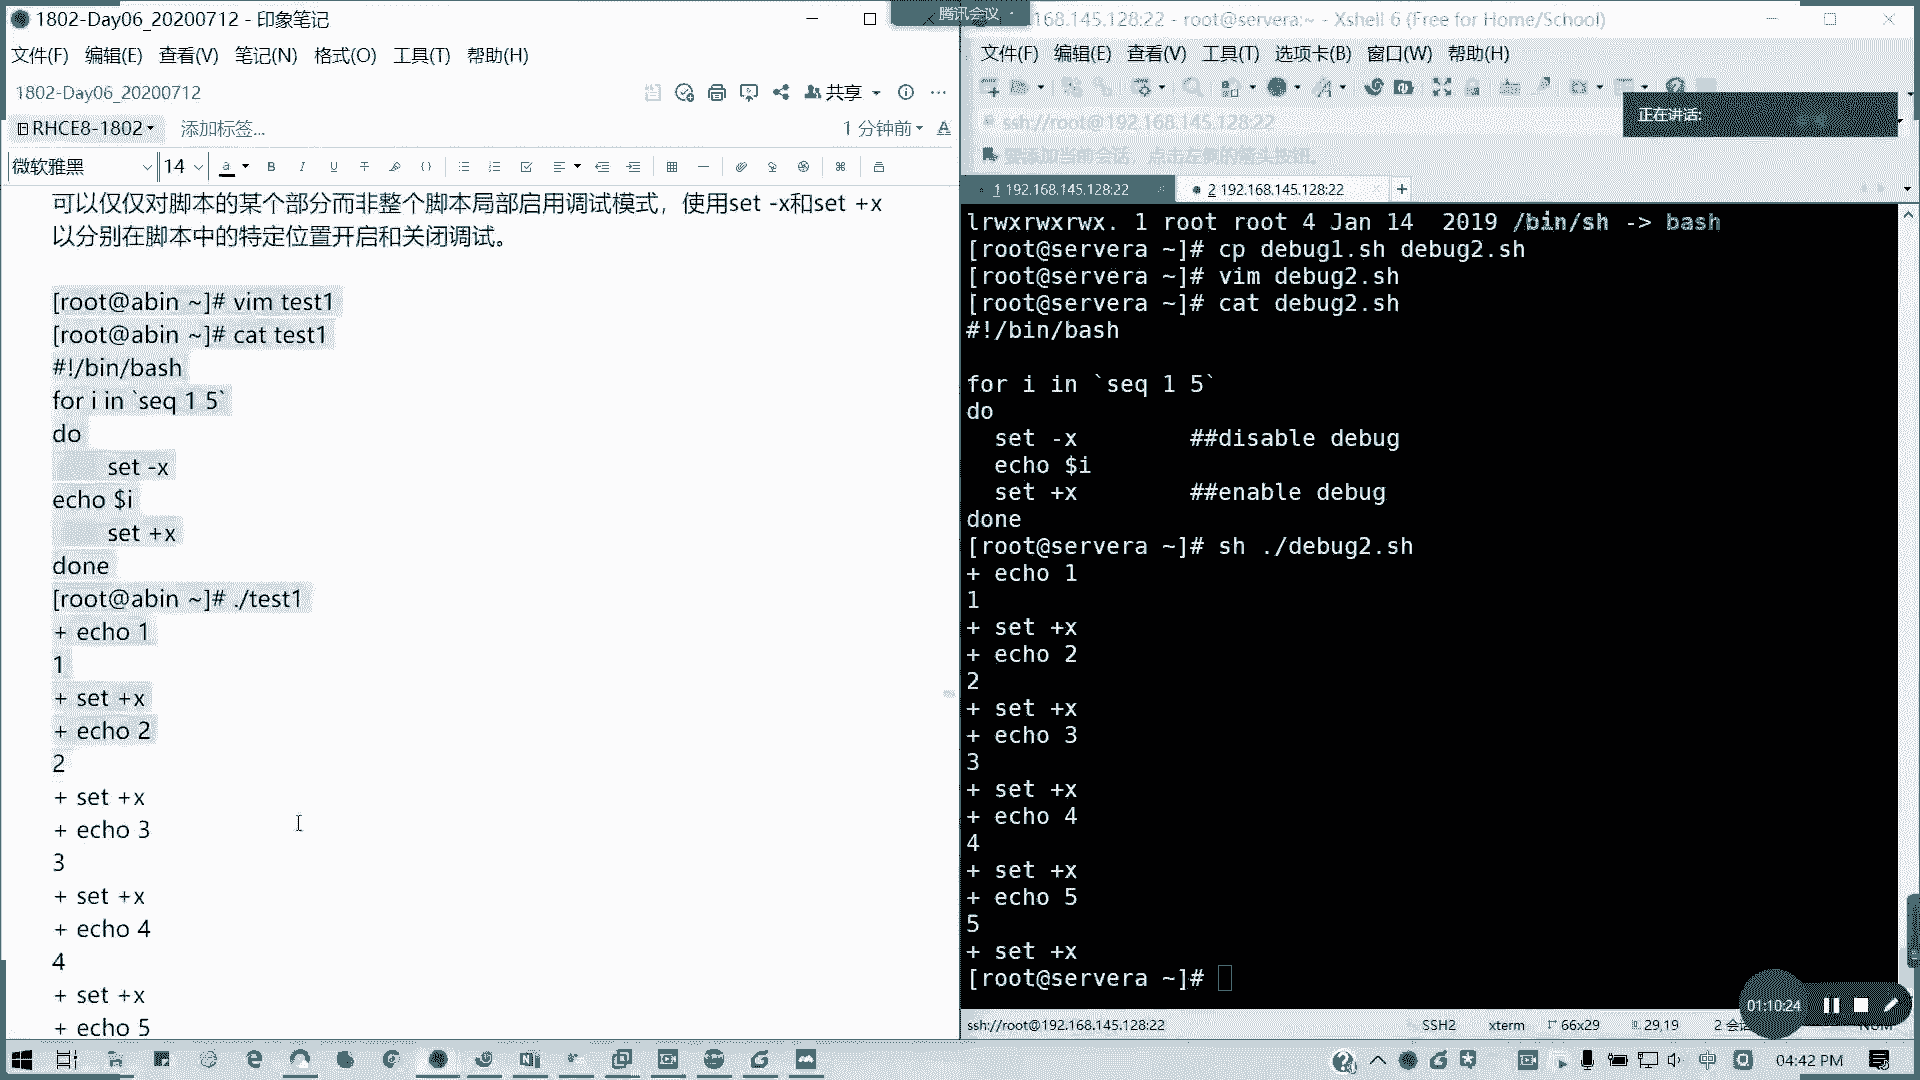 1802-Day06_20200712 - 印象笔记
文件(F) 编辑(E) 查看(V) 笔记(N) 格式(O) 工具(T) 帮助(H)
1802-Day06_20200712
共享
RHCE8-1802
添加标签...
1 分钟前
微软雅黑 14
可以仅仅对脚本的某个部分而非整个脚本局部启用调试模式，使用set -x和set +x
以分别在脚本中的特定位置开启和关闭调试。
[root@abin ~]# vim test1
[root@abin ~]# cat test1
#!/bin/bash
for i in `seq 1 5`
do
set -x
echo $i
set +x
done
[root@abin ~]# ./test1
+ echo 1
1
+ set +x
+ echo 2
2
+ set +x
+ echo 3
3
+ set +x
+ echo 4
4
+ set +x
+ echo 5
腾讯会议
168.145.128:22 - root@servera:~ - Xshell 6 (Free for Home/School)
文件(F) 编辑(E) 查看(V) 工具(T) 选项卡(B) 窗口(W) 帮助(H)
ssh://root@192.168.145.128:22
正在讲话:
要添加当前会话，点击左侧的箭头按钮。
1 192.168.145.128:22
2 192.168.145.128:22
lrwxrwxrwx. 1 root root 4 Jan 14  2019 /bin/sh -> bash
[root@servera ~]# cp debug1.sh debug2.sh
[root@servera ~]# vim debug2.sh
[root@servera ~]# cat debug2.sh
#!/bin/bash
for i in `seq 1 5`
do
set -x        ##disable debug
echo $i
set +x        ##enable debug
done
[root@servera ~]# sh ./debug2.sh
+ echo 1
1
+ set +x
+ echo 2
2
+ set +x
+ echo 3
3
+ set +x
+ echo 4
4
+ set +x
+ echo 5
5
+ set +x
[root@servera ~]#
01:10:24
ssh://root@192.168.145.128:22
SSH2
xterm
66x29
29,19
2 会
NUM
中
04:42 PM